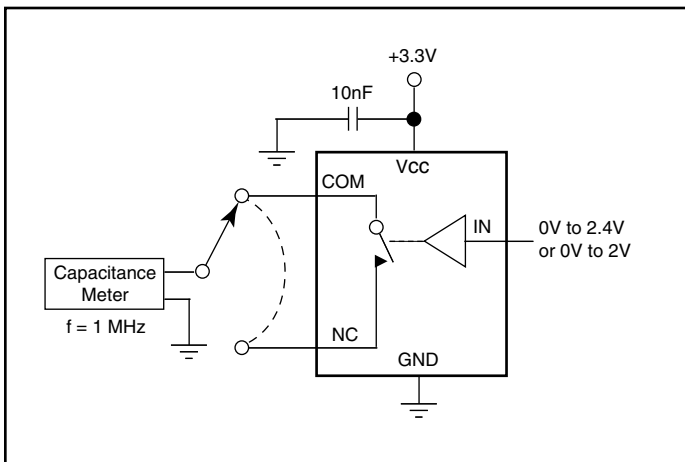 +3.3V
10nF
Vcc
COM
IN
0V to 2.4V
or 0V to 2V
Capacitance
Meter
f = 1 MHz
NC
GND